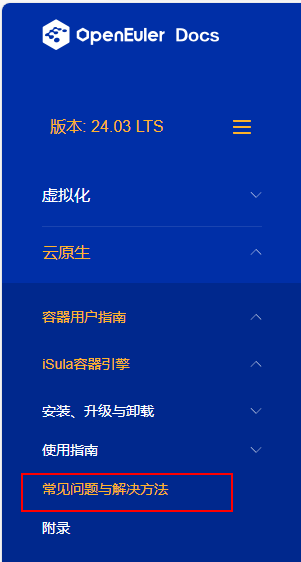 OpenEuler Docs
版本: 24.03 LTS
虚拟化
云原生
容器用户指南
iSula容器引擎
安装、升级与卸载
使用指南
常见问题与解决方法
附录